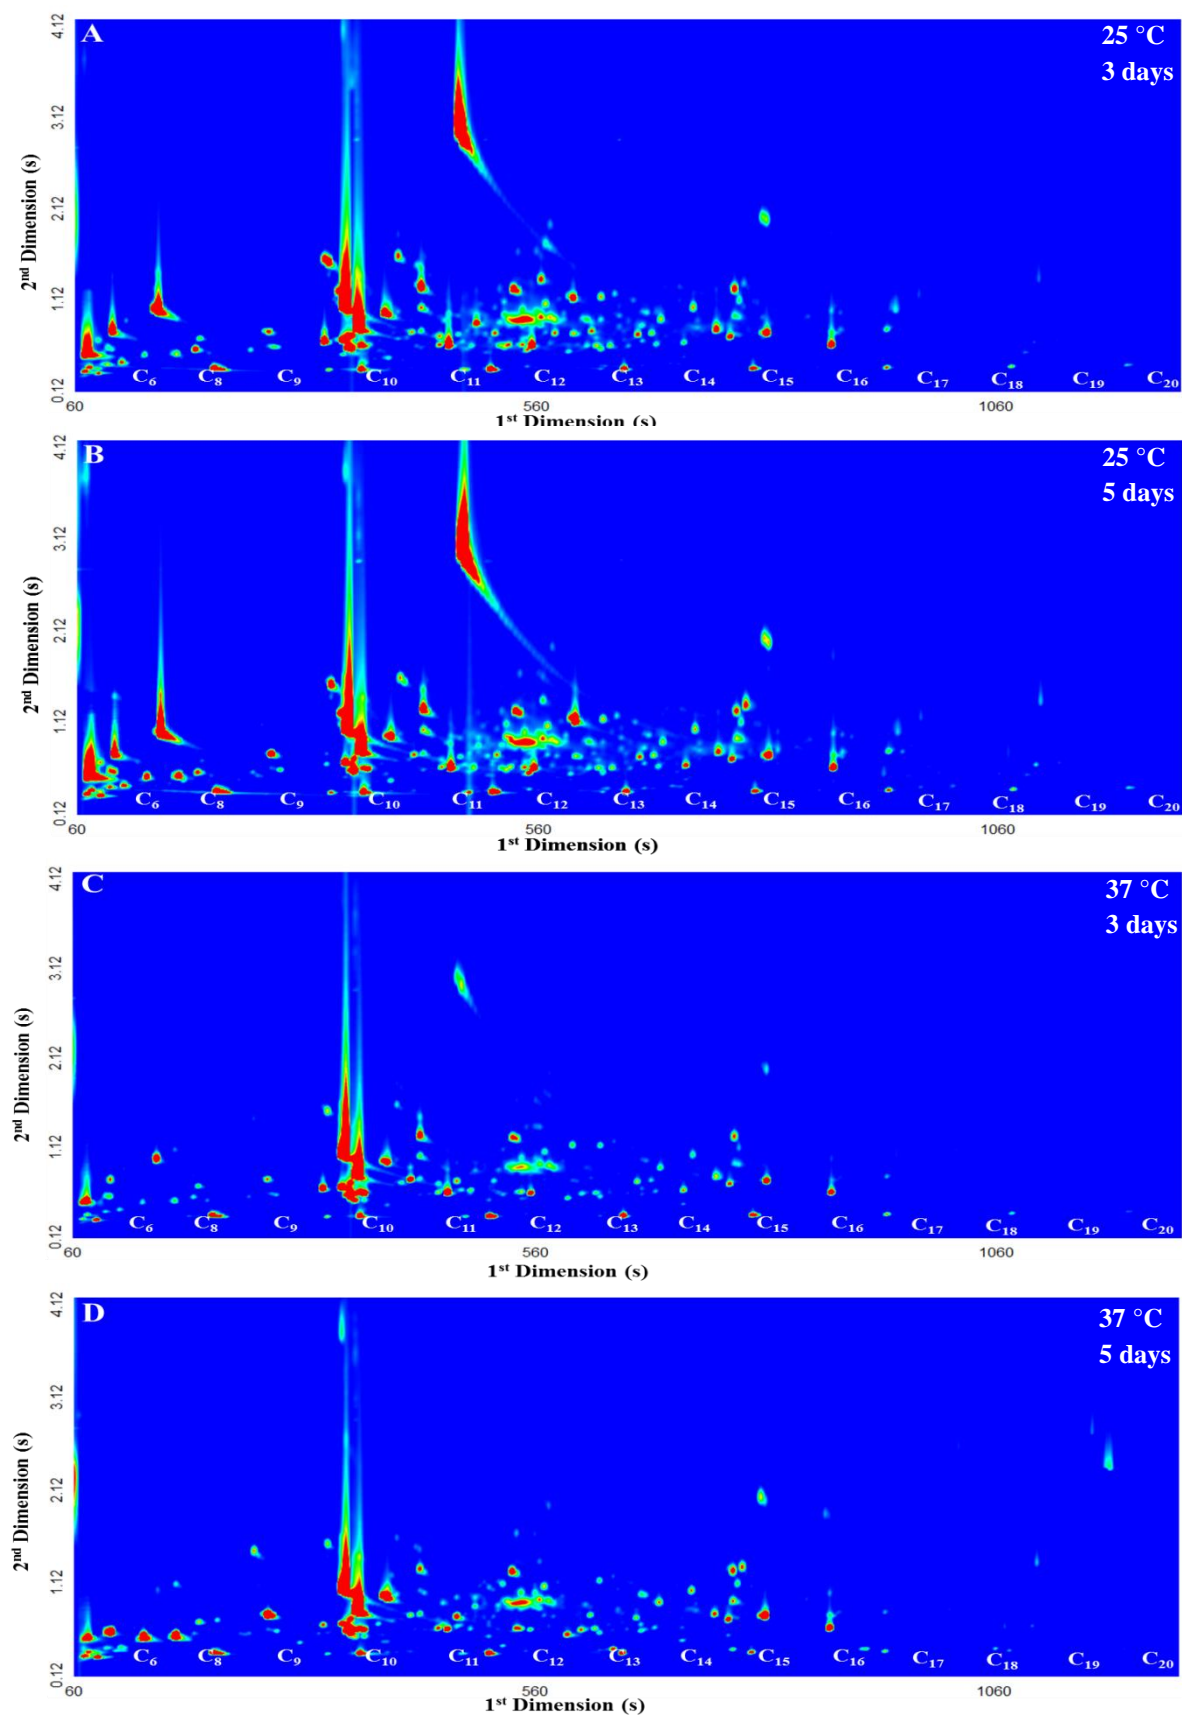 A
25 °C
3 days
4.12
3.12
2.12
1.12
0.12
2nd Dimension (s)
C6 C8 C9 C10 C11 C12 C13 C14 C15 C16 C17 C18 C19 C20
60 560 1060
1st Dimension (s)
B
25 °C
5 days
4.12
3.12
2.12
1.12
0.12
2nd Dimension (s)
C6 C8 C9 C10 C11 C12 C13 C14 C15 C16 C17 C18 C19 C20
60 560 1060
1st Dimension (s)
C
37 °C
3 days
4.12
3.12
2.12
1.12
0.12
2nd Dimension (s)
C6 C8 C9 C10 C11 C12 C13 C14 C15 C16 C17 C18 C19 C20
60 560 1060
1st Dimension (s)
D
37 °C
5 days
4.12
3.12
2.12
1.12
0.12
2nd Dimension (s)
C6 C8 C9 C10 C11 C12 C13 C14 C15 C16 C17 C18 C19 C20
60 560 1060
1st Dimension (s)